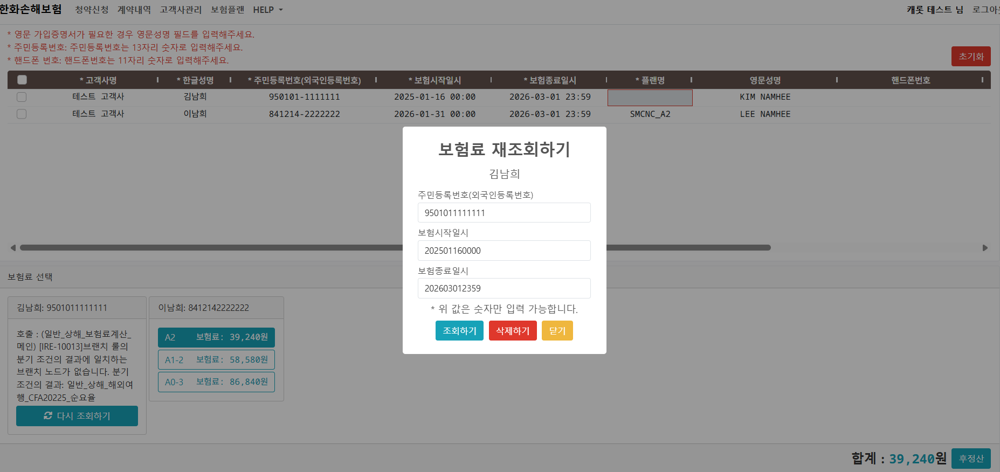 한화손해보험 청약신청 계약내역 고객사관리 보험플랜 HELP 캐롯 테스트 님 로그아웃
* 영문 가입증명서가 필요한 경우 영문성명 필드를 입력해주세요.
* 주민등록번호: 주민등록번호는 13자리 숫자로 입력해주세요.
* 핸드폰 번호: 핸드폰번호는 11자리 숫자로 입력해주세요.
초기화
* 고객사명 * 한글성명 * 주민등록번호(외국인등록번호) * 보험시작일시 * 보험종료일시 * 플랜명 영문성명 핸드폰번호
테스트 고객사 김남희 950101-1111111 2025-01-16 00:00 2026-03-01 23:59 KIM NAMHEE
테스트 고객사 이남희 841214-2222222 2026-01-31 00:00 2026-03-01 23:59 SMCNC_A2 LEE NAMHEE
보험료 재조회하기
김남희
주민등록번호(외국인등록번호)
9501011111111
보험시작일시
202501160000
보험종료일시
202603012359
* 위 값은 숫자만 입력 가능합니다.
조회하기 삭제하기 닫기
보험료 선택
김남희: 9501011111111
호출 : (일반_상해_보험료계산_
메인) [IRE-10013]브랜치 룰의
분기 조건의 결과에 일치하는
브랜치 노드가 없습니다. 분기
조건의 결과: 일반_상해_해외여
행_CFA20225_순요율
다시 조회하기
이남희: 8412142222222
A2 보험료: 39,240원
A1-2 보험료: 58,580원
A0-3 보험료: 86,840원
합계 : 39,240원 후정산